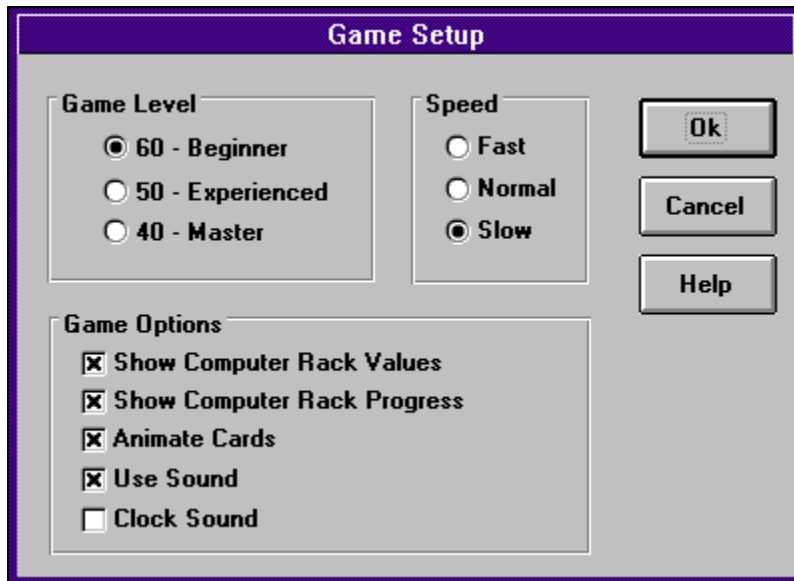 Game Setup
Game Level
60 - Beginner
50 - Experienced
40 - Master
Speed
Fast
Normal
Slow
Ok
Cancel
Help
Game Options
Show Computer Rack Values
Show Computer Rack Progress
Animate Cards
Use Sound
Clock Sound